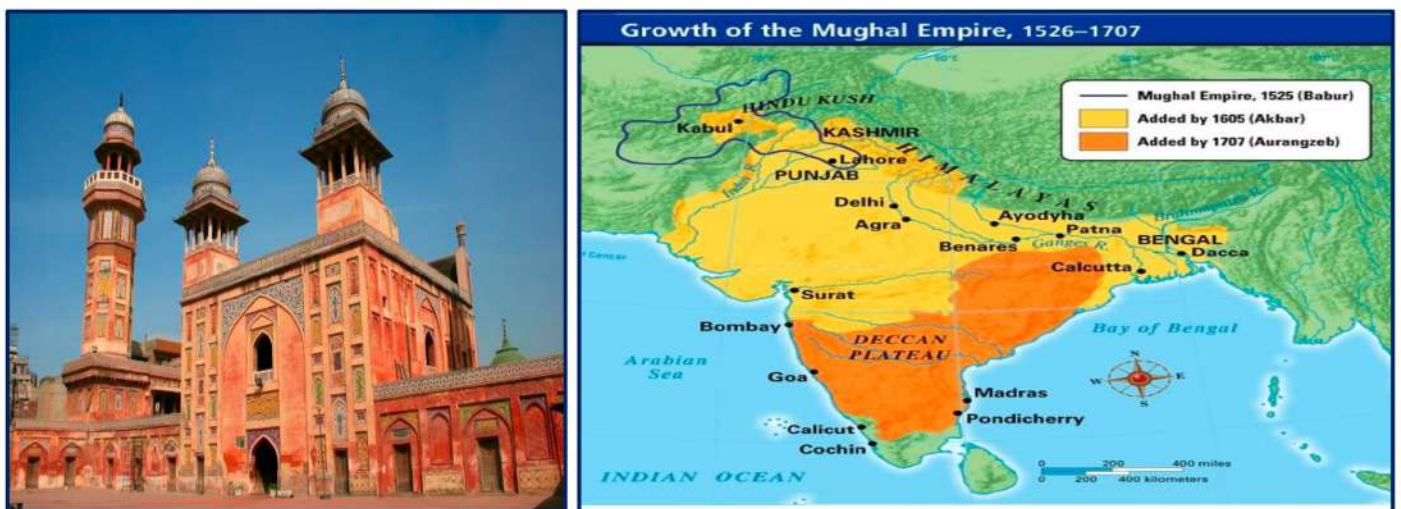 Growth of the Mughal Empire, 1526–1707
Mughal Empire, 1525 (Babur)
Added by 1605 (Akbar)
Added by 1707 (Aurangzeb)
HINDU KUSH
Kabul
KASHMIR
HIMALAYAS
Lahore
PUNJAB
Indus R.
Delhi
Agra
Ayodyha
Patna
Benares
Ganges R.
BENGAL
Dacca
Calcutta
Surat
Bombay
DECCAN
PLATEAU
Bay of Bengal
Arabian
Sea
Goa
Madras
Pondicherry
Calicut
Cochin
INDIAN OCEAN
N
W
E
S
0 200 400 miles
0 200 400 kilometers